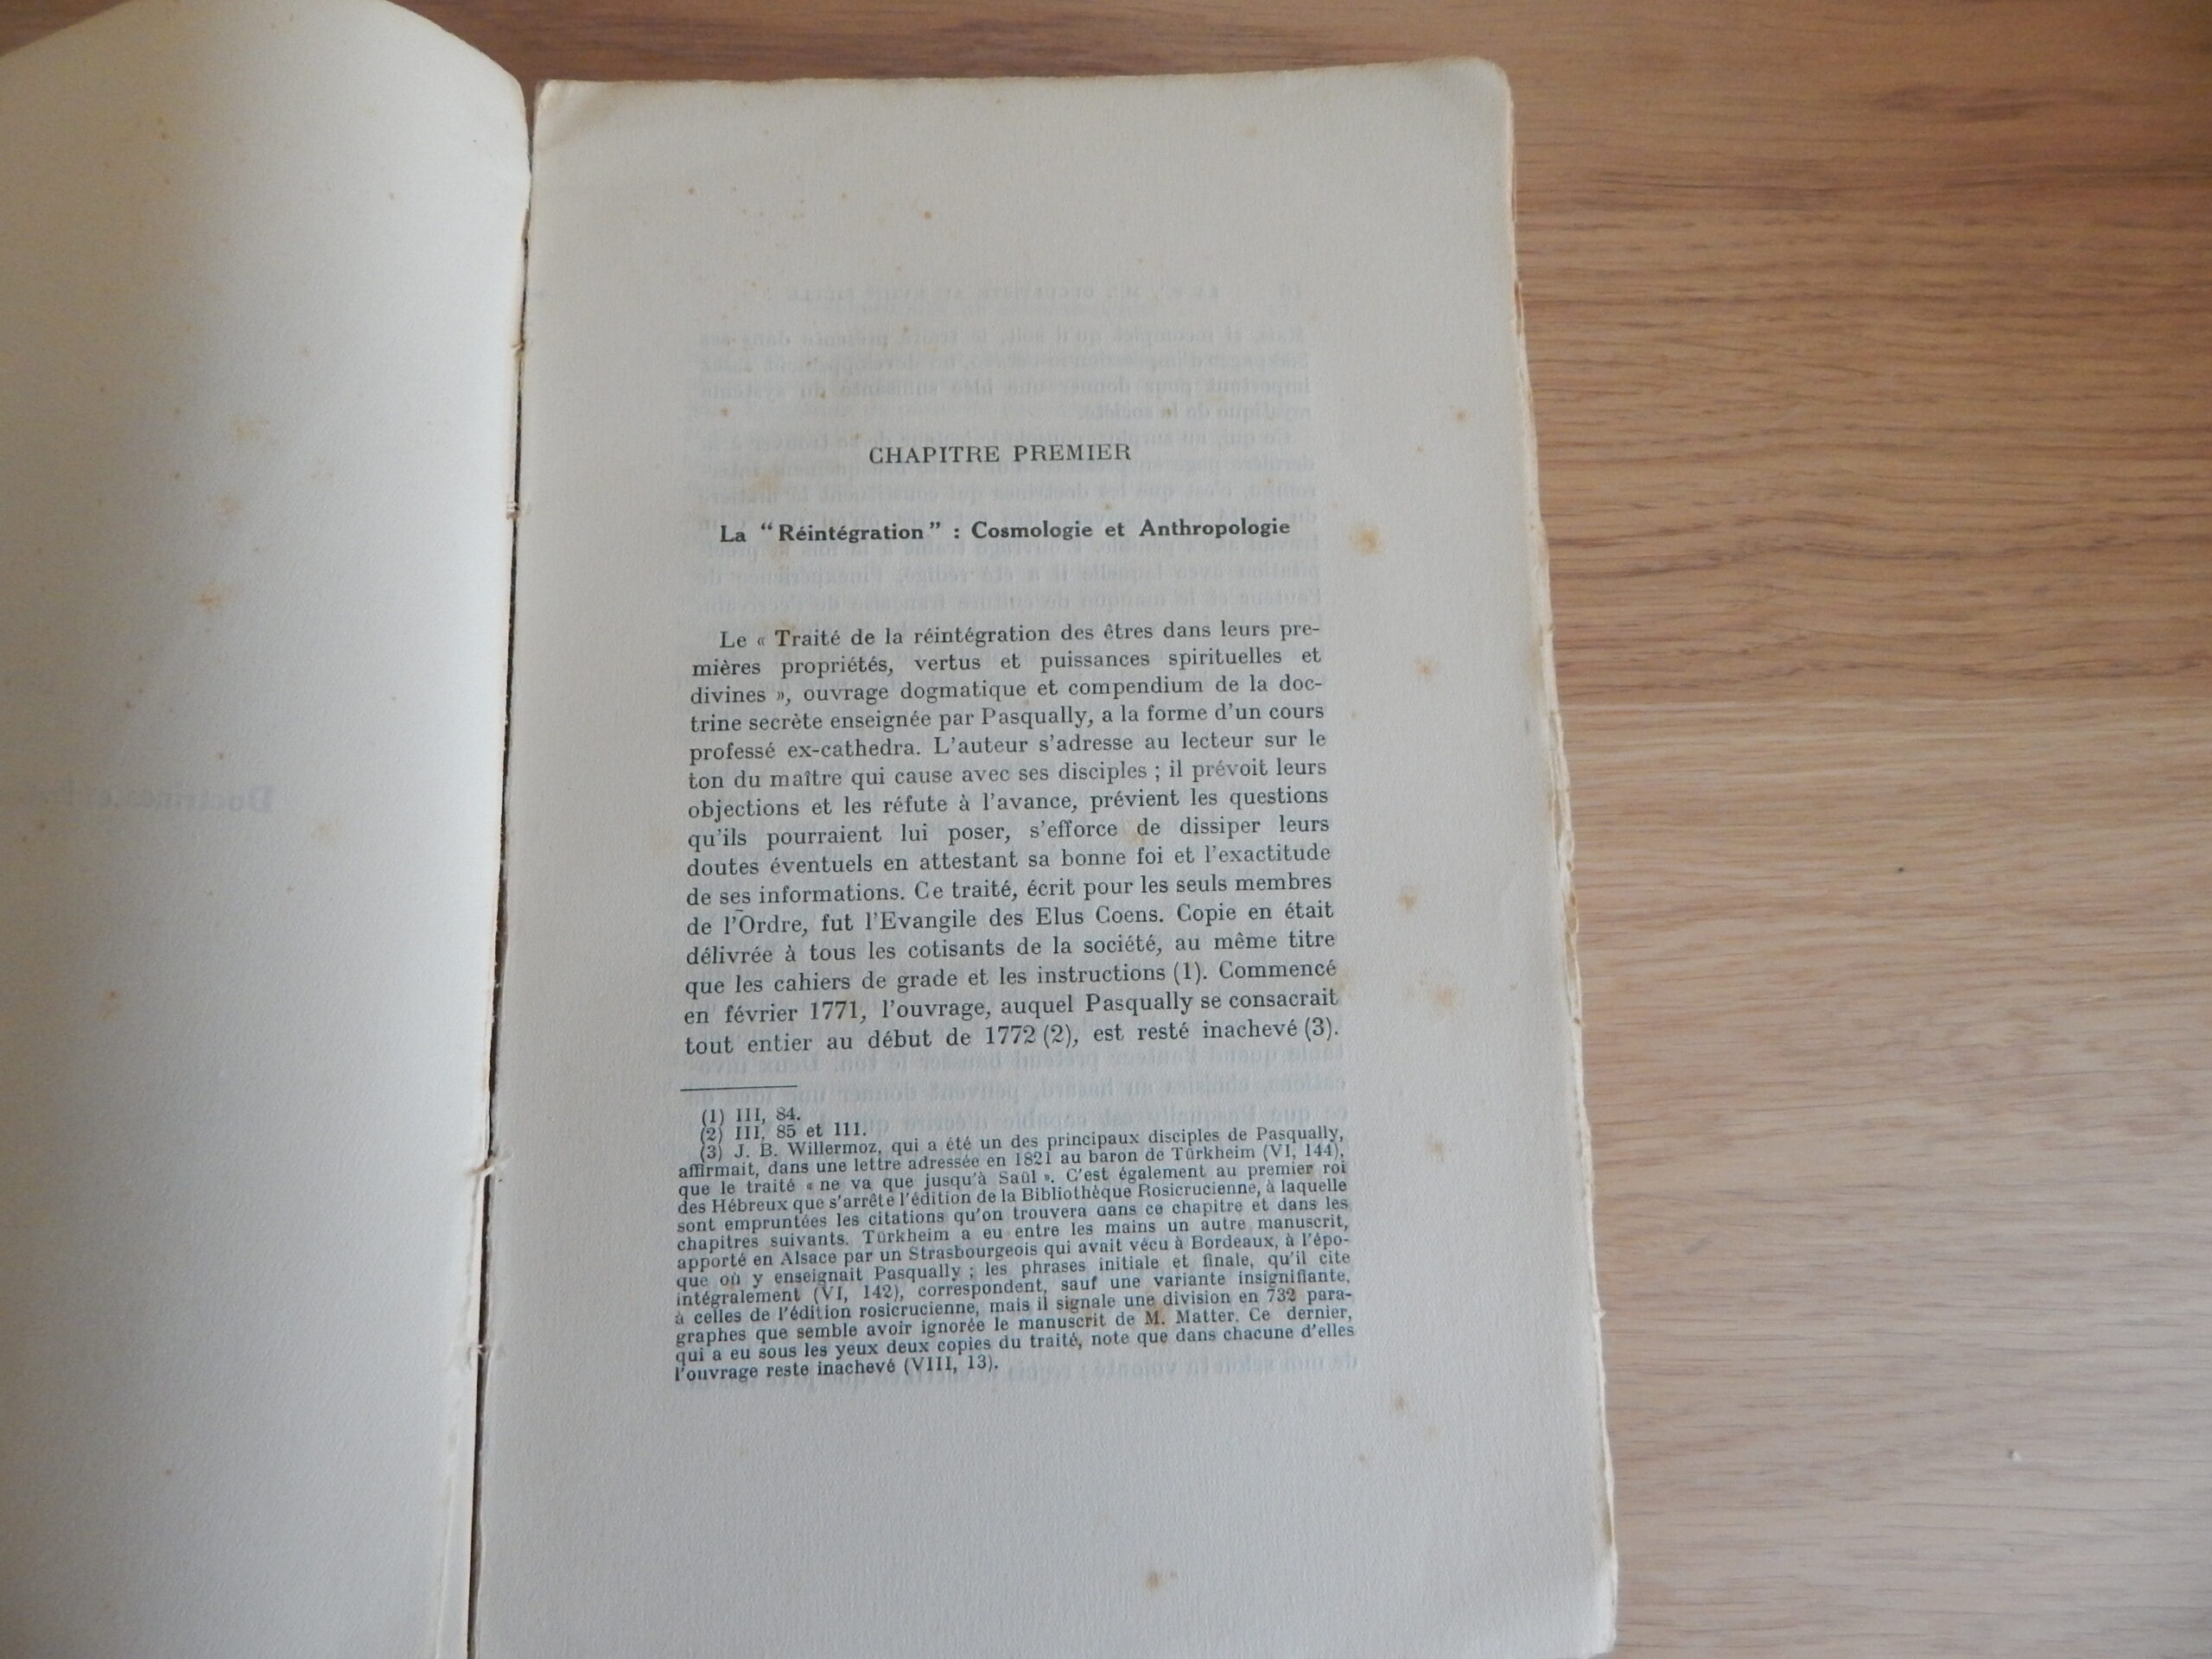 CHAPITRE PREMIER
La “Réintégration” : Cosmologie et Anthropologie
Le « Traité de la réintégration des êtres dans leurs pre-
mières propriétés, vertus et puissances spirituelles et
divines », ouvrage dogmatique et compendium de la doc-
trine secrète enseignée par Pasqually, a la forme d’un cours
professé ex-cathedra. L’auteur s’adresse au lecteur sur le
ton du maître qui cause avec ses disciples ; il prévoit leurs
objections et les réfute à l’avance, prévient les questions
qu’ils pourraient lui poser, s’efforce de dissiper leurs
doutes éventuels en attestant sa bonne foi et l’exactitude
de ses informations. Ce traité, écrit pour les seuls membres
de l’Ordre, fut l’Evangile des Elus Coens. Copie en était
délivrée à tous les cotisants de la société, au même titre
que les cahiers de grade et les instructions (1). Commencé
en février 1771, l’ouvrage, auquel Pasqually se consacrait
tout entier au début de 1772 (2), est resté inachevé (3).
(1) III, 84.
(2) III, 85 et 111.
(3) J. B. Willermoz, qui a été un des principaux disciples de Pasqually,
affirmait, dans une lettre adressée en 1821 au baron de Türkheim (VI, 144),
que le traité « ne va que jusqu’à Saül ». C’est également au premier roi
des Hébreux que s’arrête l’édition de la Bibliothèque Rosicrucienne, à laquelle
sont empruntées les citations qu’on trouvera dans ce chapitre et dans les
chapitres suivants. Türkheim a eu entre les mains un autre manuscrit,
apporté en Alsace par un Strasbourgeois qui avait vécu à Bordeaux, à l’épo-
que où y enseignait Pasqually ; les phrases initiale et finale, qu’il cite
intégralement (VI, 142), correspondent, sauf une variante insignifiante,
à celles de l’édition rosicrucienne, mais il signale une division en 732 para-
graphes que semble avoir ignorée le manuscrit de M. Matter. Ce dernier,
qui a eu sous les yeux deux copies du traité, note que dans chacune d’elles
l’ouvrage reste inachevé (VIII, 13).